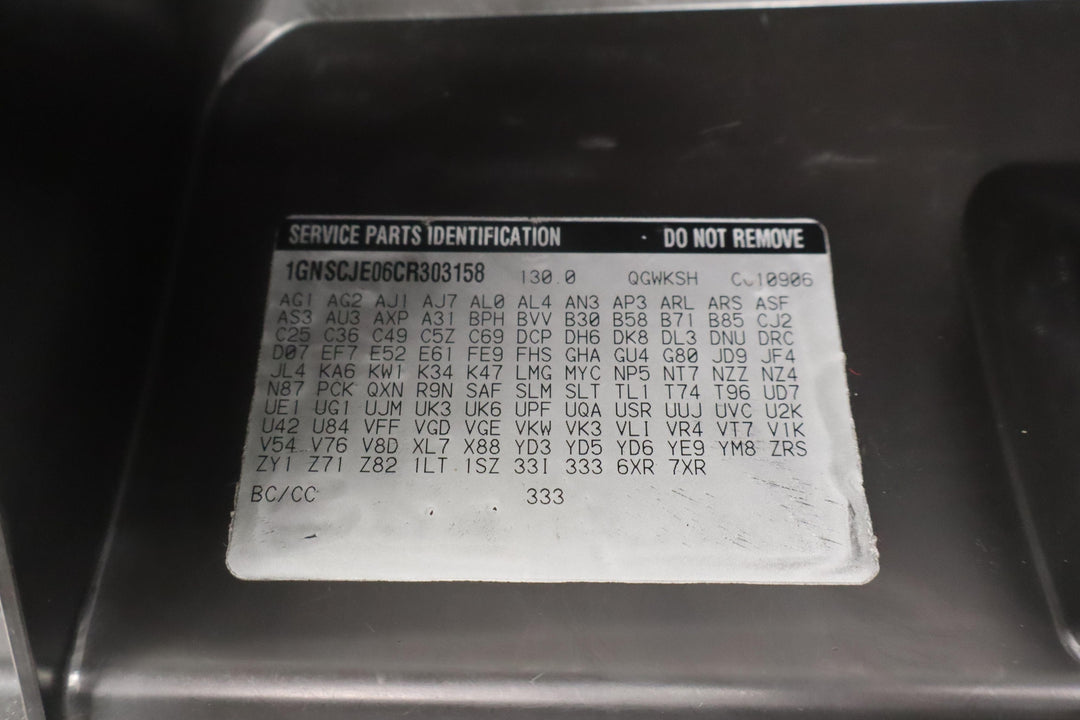 SERVICE PARTS IDENTIFICATION · DO NOT REMOVE
1GNSCJE06CR303158 130.0 QGWKSH
AG1 AG2 AJ1 AJ7 AL0 AL4 AN3 AP3 ARL ARS ASF
AS3 AU3 AXP A31 BPH BVV B30 B58 B71 B85 CJ2
C25 C36 C49 C5Z C69 DCP DH6 DK8 DL3 DNU DRC
D07 EF7 E52 E61 FE9 FHS GHA GU4 G80 JD9 JF4
JL4 KA6 KW1 K34 K47 LMG MYC NP5 NT7 NZZ NZ4
N87 PCK QXN R9N SAF SLM SLT TL1 T74 T96 UD7
UE1 UG1 UJM UK3 UK6 UPF UQA USR UUJ UVC U2K
U42 U84 VFF VGD VGE VKW VK3 VLI VR4 VT7 V1K
V54 V76 V8D XL7 X88 YD3 YD5 YD6 YE9 YM8 ZRS
ZY1 Z71 Z82 1LT 1SZ 33I 333 6XR 7XR
BC/CC 333